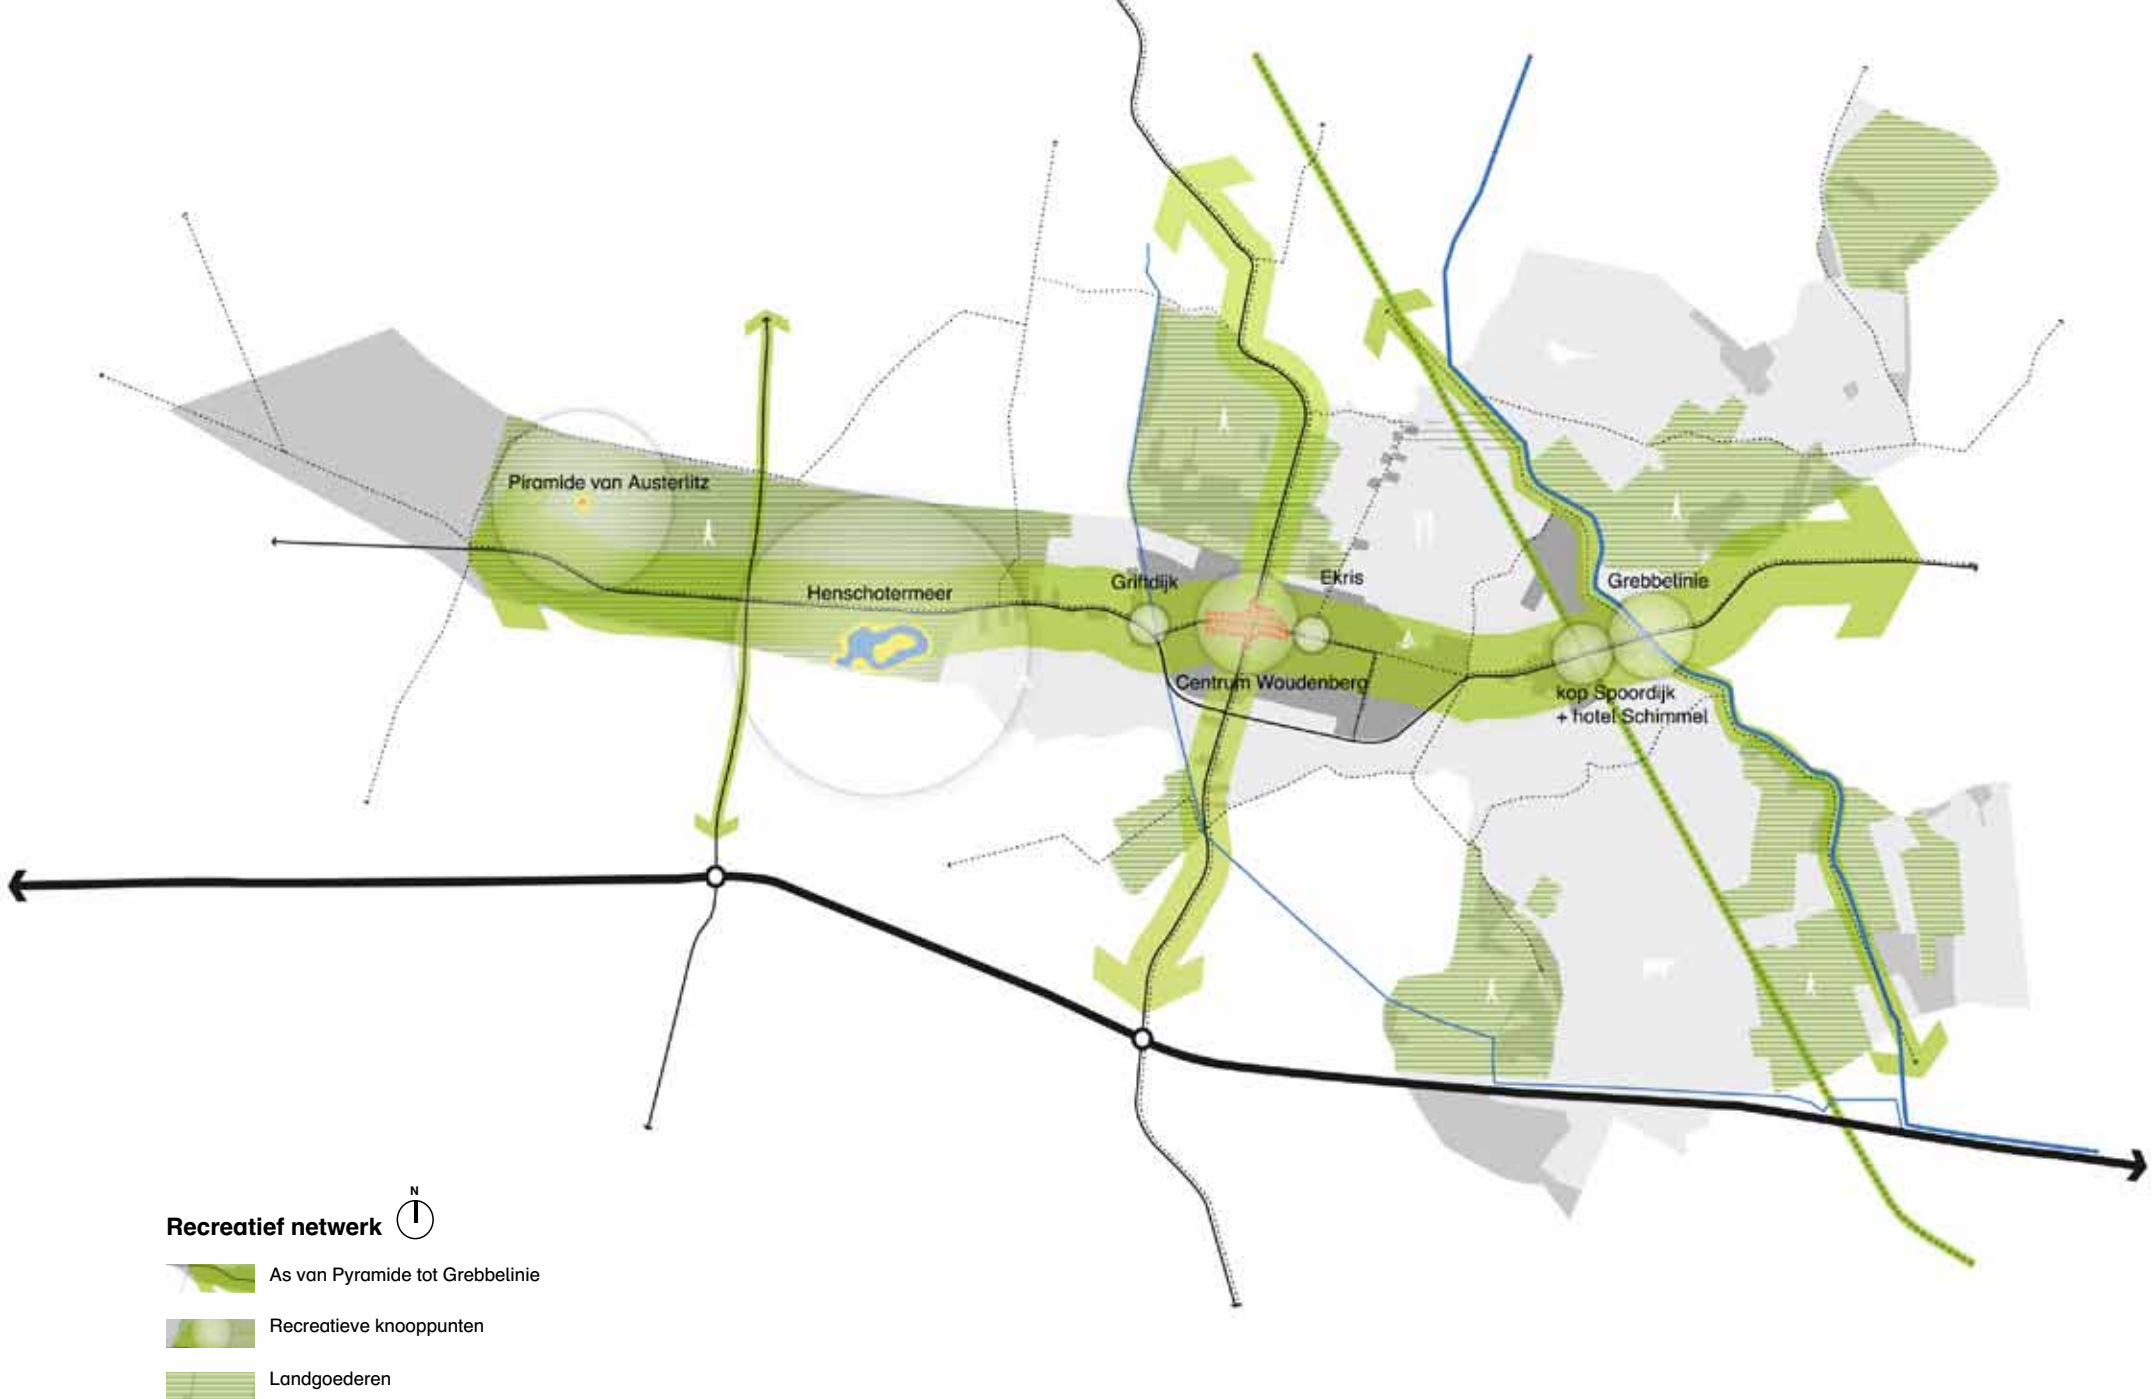 Piramide van Austerlitz
Henschotermeer
Griftdijk
Ekris
Grebbelinie
Centrum Woudenberg
kop Spoordijk
+ hotel Schimmel
N
Recreatief netwerk
As van Pyramide tot Grebbelinie
Recreatieve knooppunten
Landgoederen